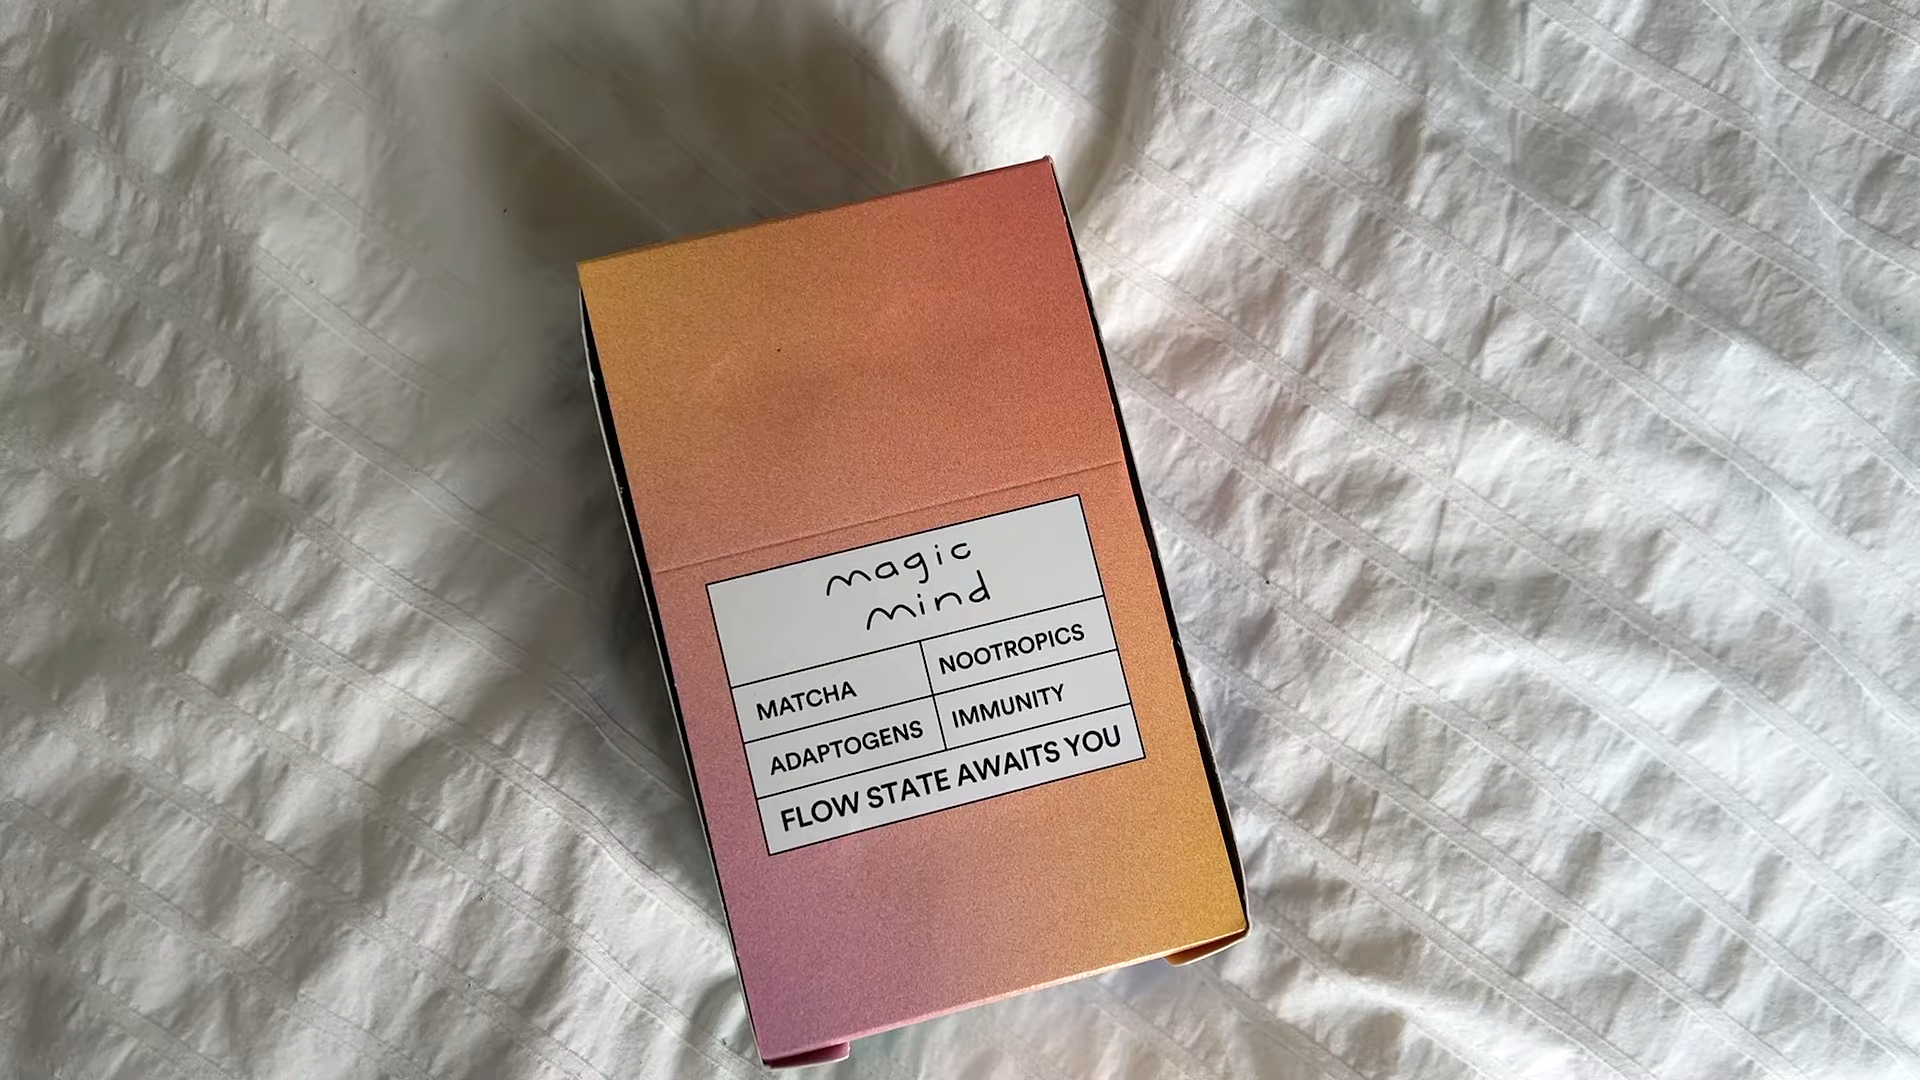 magic
mind
MATCHA
NOOTROPICS
ADAPTOGENS
IMMUNITY
FLOW STATE AWAITS YOU